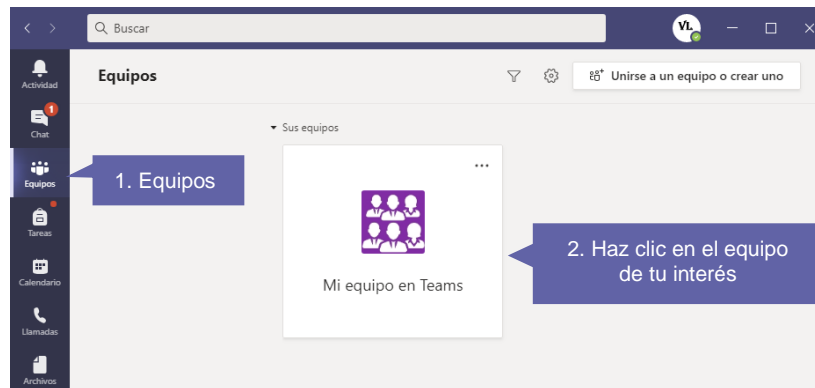 Buscar
VL
Actividad
Equipos
Unirse a un equipo o crear uno
1
Chat
Sus equipos
Equipos
1. Equipos
Tareas
2. Haz clic en el equipo
de tu interés
Calendario
Mi equipo en Teams
Llamadas
Archivos